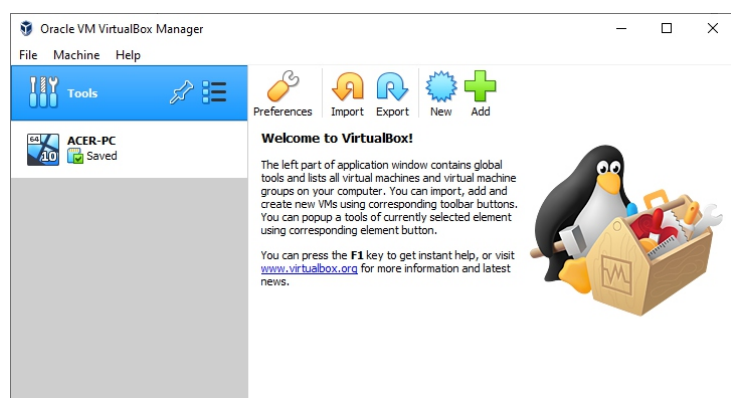 Oracle VM VirtualBox Manager
File Machine Help
Tools
Preferences Import Export New Add
64
10
ACER-PC
Saved
Welcome to VirtualBox!
The left part of application window contains global
tools and lists all virtual machines and virtual machine
groups on your computer. You can import, add and
create new VMs using corresponding toolbar buttons.
You can popup a tools of currently selected element
using corresponding element button.
You can press the F1 key to get instant help, or visit
www.virtualbox.org for more information and latest
news.
VM